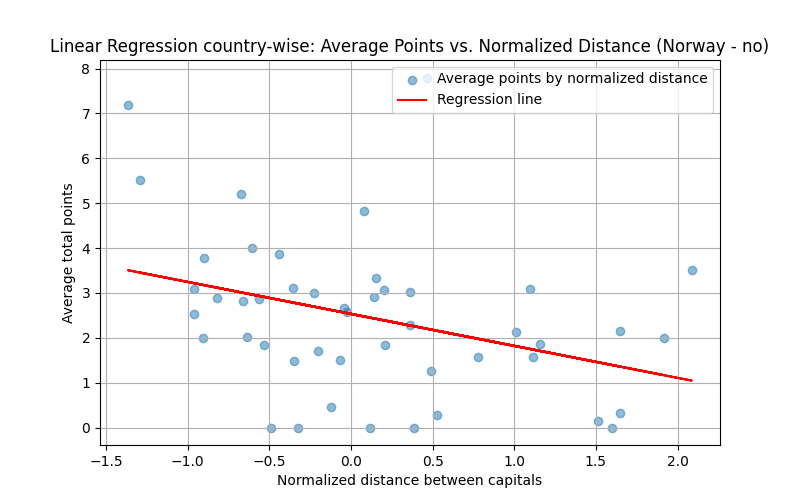 Linear Regression country-wise: Average Points vs. Normalized Distance (Norway - no)
8
7
6
5
4
3
2
1
0
Average total points
Average points by normalized distance
Regression line
−1.5 −1.0 −0.5 0.0 0.5 1.0 1.5 2.0
Normalized distance between capitals